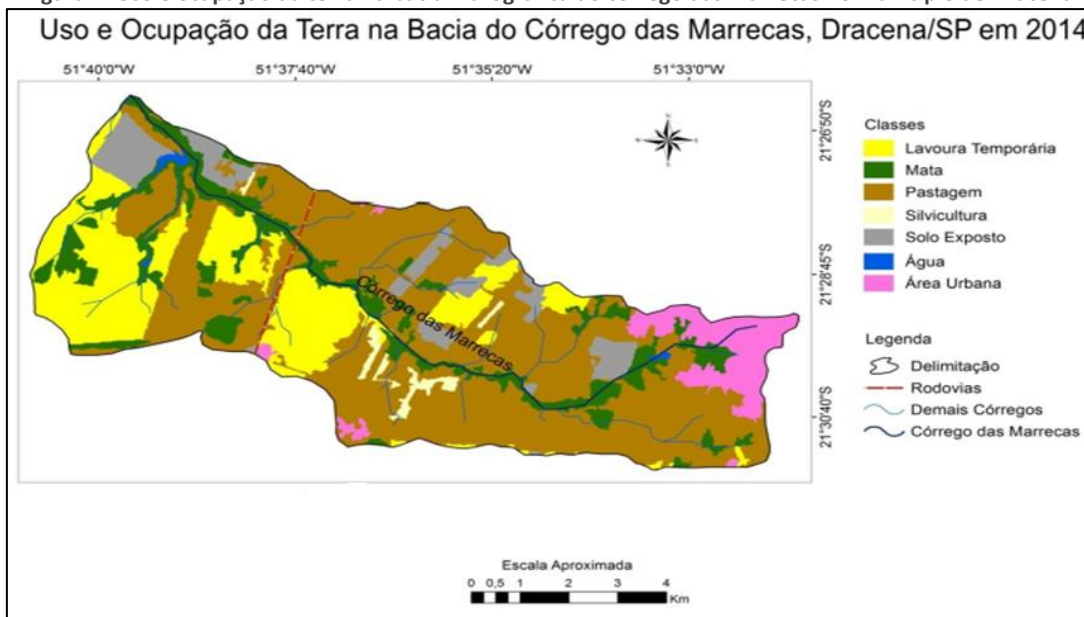 Uso e Ocupação da Terra na Bacia do Córrego das Marrecas, Dracena/SP em 2014
51°40'0"W 51°37'40"W 51°35'20"W 51°33'0"W
21°26'50"S
21°28'45"S
21°30'40"S
Córrego das Marrecas
Classes
Lavoura Temporária
Mata
Pastagem
Silvicultura
Solo Exposto
Água
Área Urbana
Legenda
Delimitação
Rodovias
Demais Córregos
Córrego das Marrecas
Escala Aproximada
0 0,5 1 2 3 4
Km